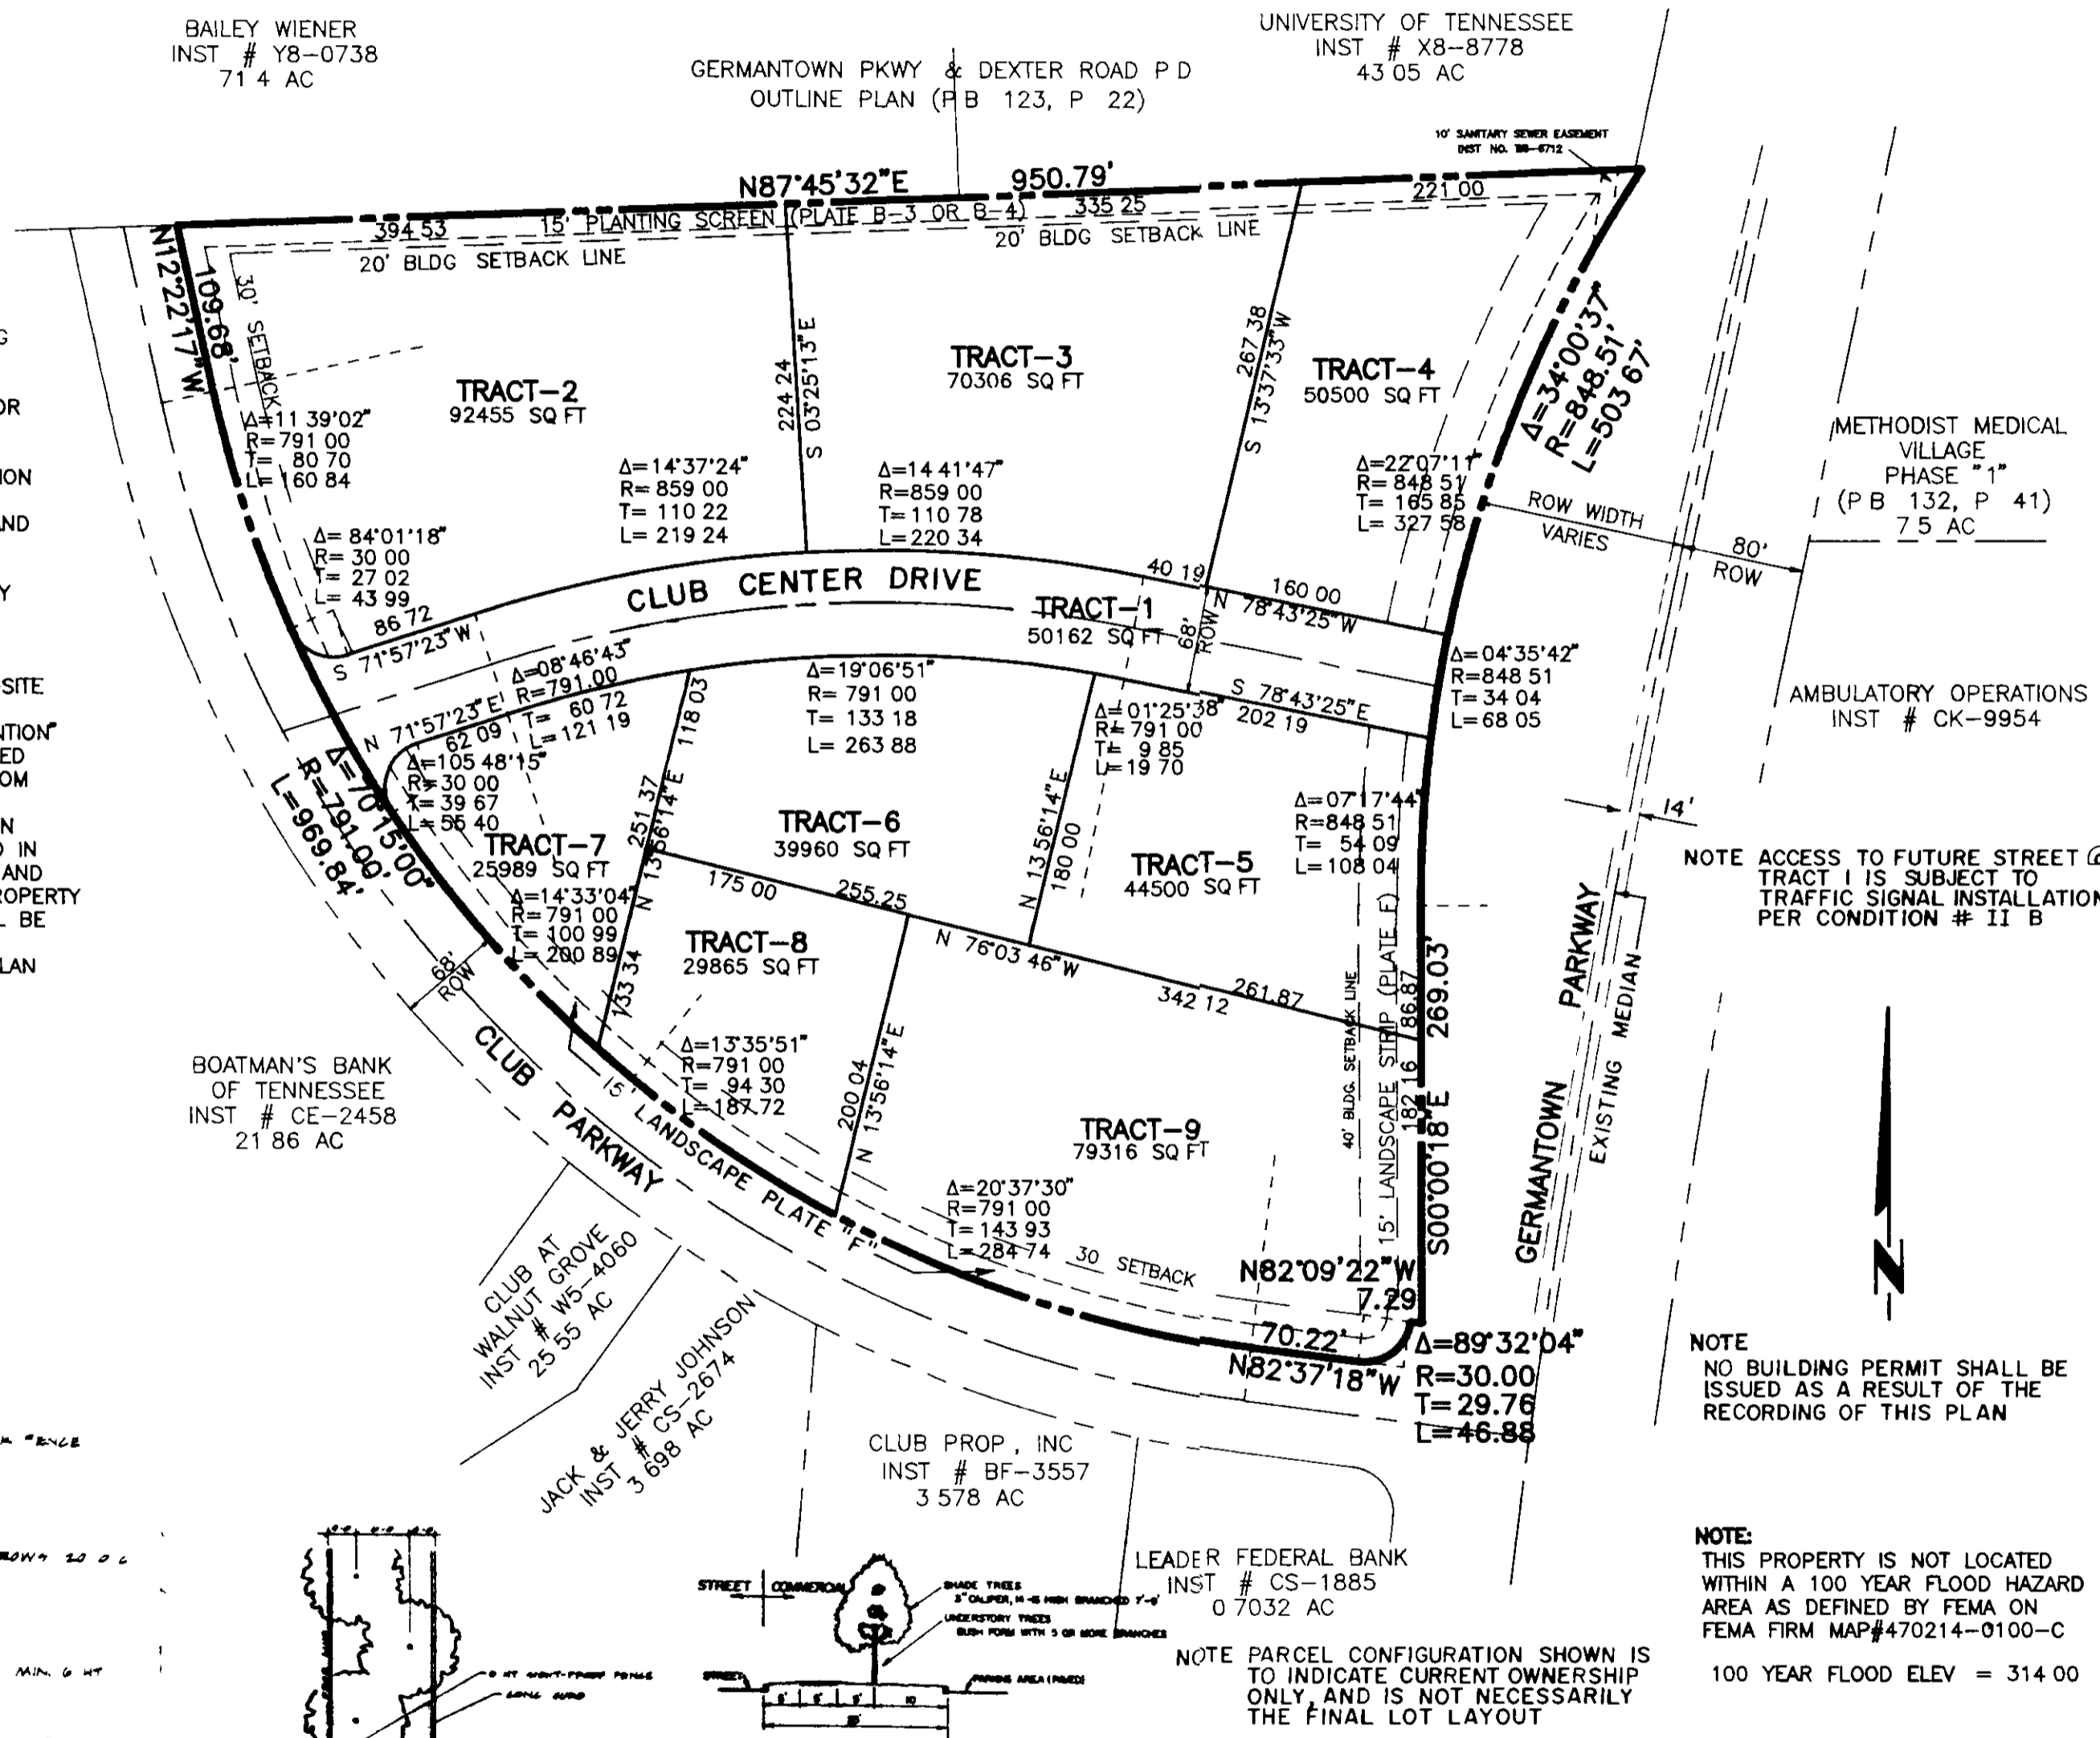 BAILEY WIENER
INST # Y8-0738
71 4 AC
GERMANTOWN PKWY & DEXTER ROAD P D
OUTLINE PLAN (P B 123, P 22)
UNIVERSITY OF TENNESSEE
INST # X8-8778
43 05 AC
10' SANITARY SEWER EASEMENT
INST NO.
N87°45'32"E 950.79'
394 53
15' PLANTING SCREEN (PLATE B-3 OR B-4)
335 25
221 00
20' BLDG SETBACK LINE
20' BLDG SETBACK LINE
N12°22'17"W
109.68'
30' SETBACK
TRACT-2
92455 SQ FT
224 24
S 03°25'13"E
TRACT-3
70306 SQ FT
267 38
S 13°37'33"W
TRACT-4
50500 SQ FT
Δ=34°00'37"
R=848.51'
L=503 67'
Δ=11 39'02"
R=791 00
T= 80 70
L= 160 84
Δ=14°37'24"
R= 859 00
T= 110 22
L= 219 24
Δ=14 41'47"
R=859 00
T= 110 78
L= 220 34
Δ=22°07'11"
R= 848 51
T= 165 85
L= 327 58
Δ= 84°01'18"
R= 30 00
T= 27 02
L= 43 99
ROW WIDTH
VARIES
80'
ROW
METHODIST MEDICAL
VILLAGE
PHASE "1"
(P B 132, P 41)
7 5 AC
86 72
S 71°57'23"W
CLUB CENTER DRIVE
40 19
160 00
N 78°43'25"W
TRACT-1
50162 SQ FT
68'
ROW
Δ=04°35'42"
R=848 51
T= 34 04
L=68 05
AMBULATORY OPERATIONS
INST # CK-9954
N 71°57'23"E
62 09
Δ=08°46'43"
R=791.00
T= 60 72
L=121 19
Δ=19°06'51"
R= 791 00
T= 133 18
L= 263 88
S 78°43'25"E
202 19
Δ=01°25'38"
R=791 00
T= 9 85
L=19 70
Δ=70°15'00"
R=791.00'
L=969.84'
Δ=105 48'15"
R=30 00
T=39 67
L=55 40
118 03
251 37
N 13°56'14"E
TRACT-7
25989 SQ FT
TRACT-6
39960 SQ FT
N 13°56'14"E
180 00
TRACT-5
44500 SQ FT
Δ=07°17'44"
R=848 51
T= 54 09
L=108 04
14'
NOTE ACCESS TO FUTURE STREET @
TRACT I IS SUBJECT TO
TRAFFIC SIGNAL INSTALLATION
PER CONDITION # II B
Δ=14°33'04"
R=791 00
T= 100 99
L= 200 89
175 00
255.25
N 76°03 46"W
342 12
261.87
133 34
TRACT-8
29865 SQ FT
68'
ROW
CLUB PARKWAY
15' LANDSCAPE PLATE "F"
Δ=13°35'51"
R=791 00
T= 94 30
L=187.72
200 04
N 13°56'14"E
TRACT-9
79316 SQ FT
40' BLDG. SETBACK LINE
15' LANDSCAPE STRIP (PLATE F)
86.87
182 16
269.03'
S00°00'18"E
GERMANTOWN PARKWAY
EXISTING MEDIAN
BOATMAN'S BANK
OF TENNESSEE
INST # CE-2458
21 86 AC
Δ=20°37'30"
R=791 00
T= 143 93
L=284 74
30 SETBACK
N82°09'22"W
7.29
70.22'
N82°37'18"W
Δ=89°32'04"
R=30.00
T=29.76
L=46.88
CLUB AT
WALNUT GROVE
INST # W5-4060
25 55 AC
JACK & JERRY JOHNSON
INST # CS-2674
3 698 AC
CLUB PROP, INC
INST # BF-3557
3 578 AC
LEADER FEDERAL BANK
INST # CS-1885
0 7032 AC
N
NOTE
NO BUILDING PERMIT SHALL BE
ISSUED AS A RESULT OF THE
RECORDING OF THIS PLAN
NOTE:
THIS PROPERTY IS NOT LOCATED
WITHIN A 100 YEAR FLOOD HAZARD
AREA AS DEFINED BY FEMA ON
FEMA FIRM MAP#470214-0100-C
100 YEAR FLOOD ELEV = 314 00
NOTE PARCEL CONFIGURATION SHOWN IS
TO INDICATE CURRENT OWNERSHIP
ONLY, AND IS NOT NECESSARILY
THE FINAL LOT LAYOUT
STREET COMMERCIAL
SHADE TREES
UNDERSTORY TREES
BUSH FORM WITH 5 OR MORE BRANCHES
STREET
PARKING AREA (PAVED)
MIN. 6 HT
G
OR
ION
AND
Y
SITE
NTION"
ED
OM
N
IN
AND
ROPERTY
BE
LAN